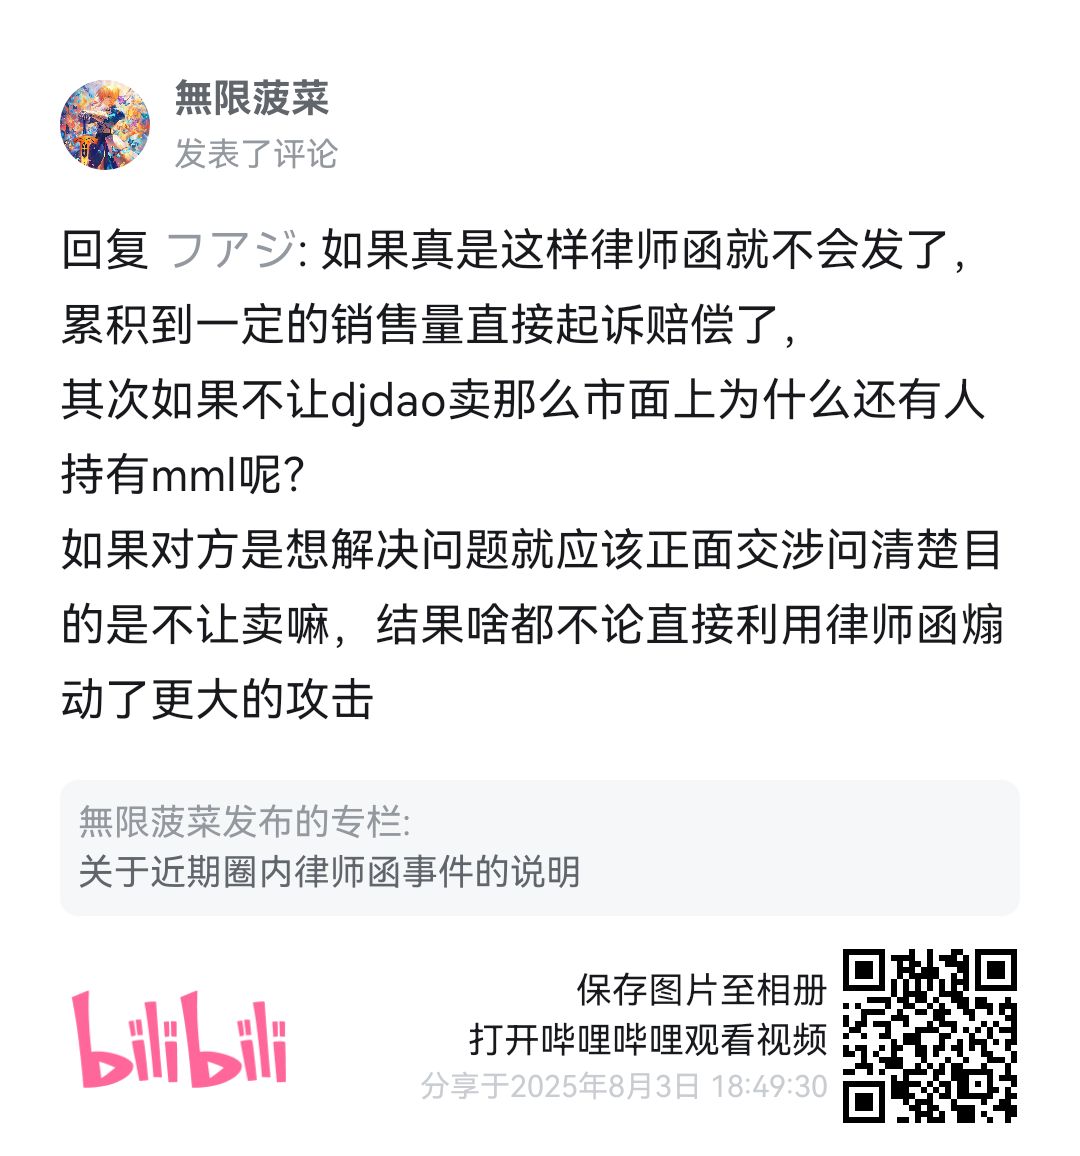 無限菠菜
发表了评论
回复 フアジ: 如果真是这样律师函就不会发了，
累积到一定的销售量直接起诉赔偿了，
其次如果不让djdao卖那么市面上为什么还有人
持有mml呢？
如果对方是想解决问题就应该正面交涉问清楚目
的是不让卖嘛，结果啥都不论直接利用律师函煽
动了更大的攻击
無限菠菜发布的专栏:
关于近期圈内律师函事件的说明
bilibili
保存图片至相册
打开哔哩哔哩观看视频
分享于2025年8月3日 18:49:30